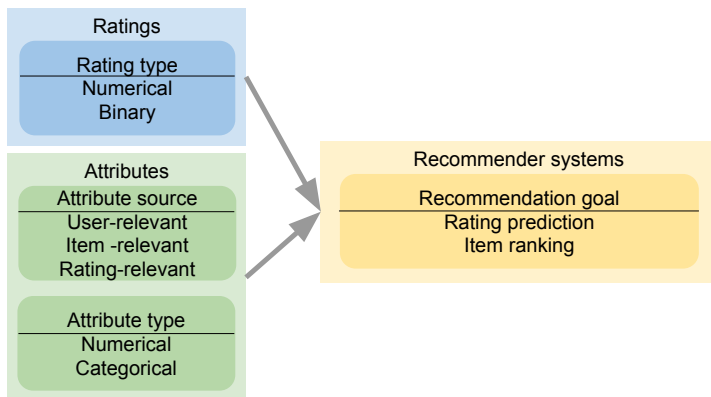 Ratings
Rating type
Numerical
Binary
Attributes
Attribute source
User-relevant
Item -relevant
Rating-relevant
Attribute type
Numerical
Categorical
Recommender systems
Recommendation goal
Rating prediction
Item ranking